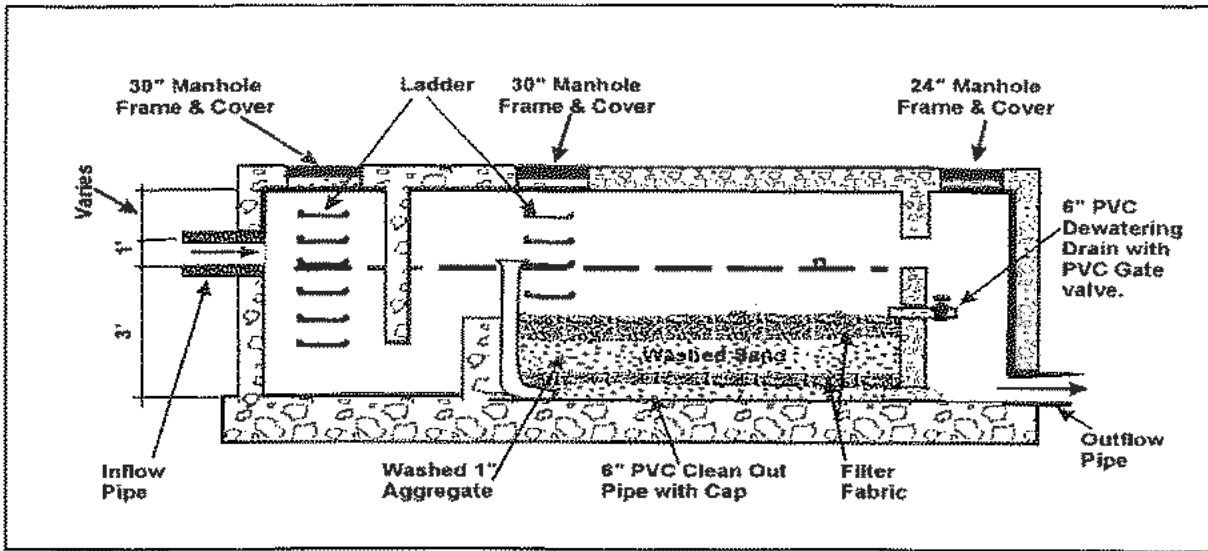 30" Manhole
Frame & Cover
Ladder
30" Manhole
Frame & Cover
24" Manhole
Frame & Cover
Varies
1'
3'
6" PVC
Dewatering
Drain with
PVC Gate
valve.
Washed Sand
Inflow
Pipe
Washed 1"
Aggregate
6" PVC Clean Out
Pipe with Cap
Filter
Fabric
Outflow
Pipe